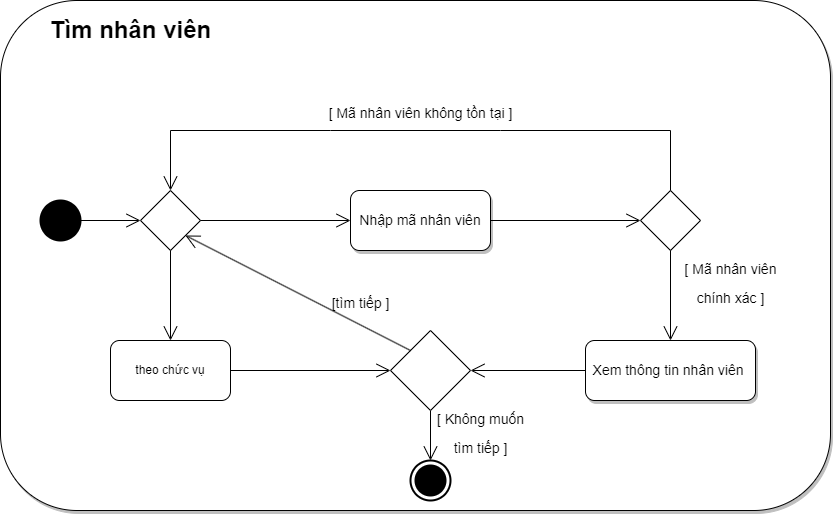 Tìm nhân viên
[ Mã nhân viên không tồn tại ]
Nhập mã nhân viên
[ Mã nhân viên
chính xác ]
[tìm tiếp ]
theo chức vụ
Xem thông tin nhân viên
[ Không muốn
tìm tiếp ]